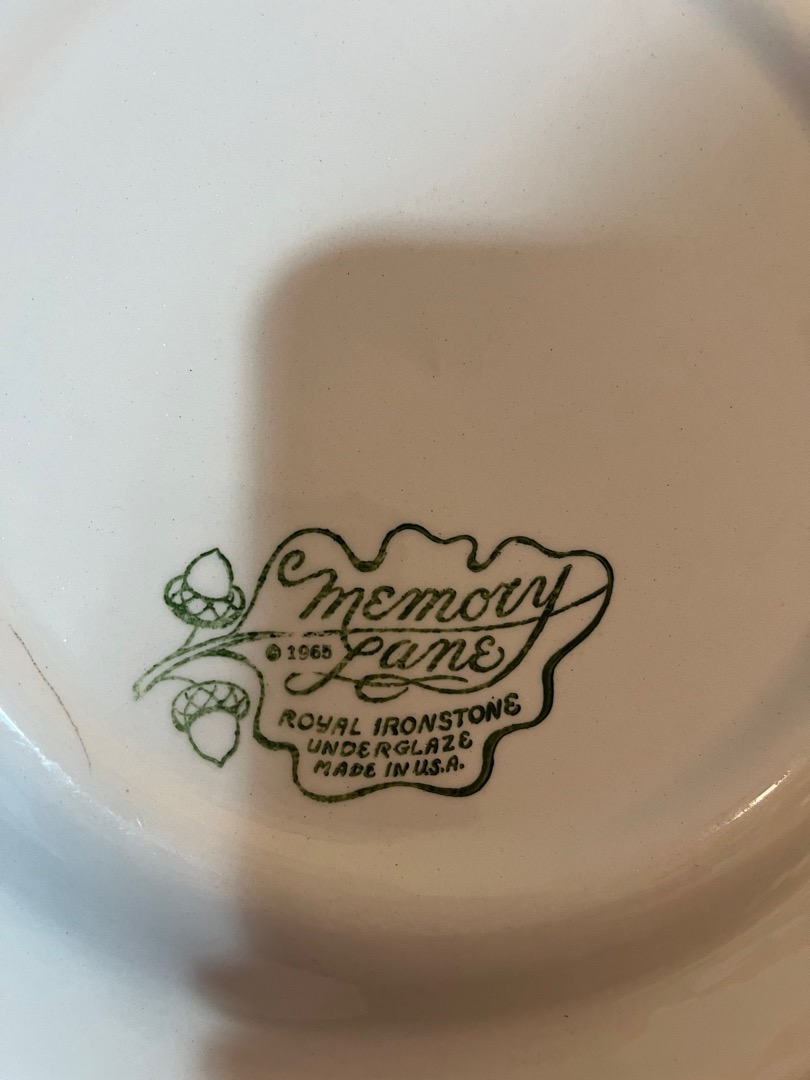 Memory
© 1965 Lane
ROYAL IRONSTONE
UNDERGLAZE
MADE IN U.S.A.